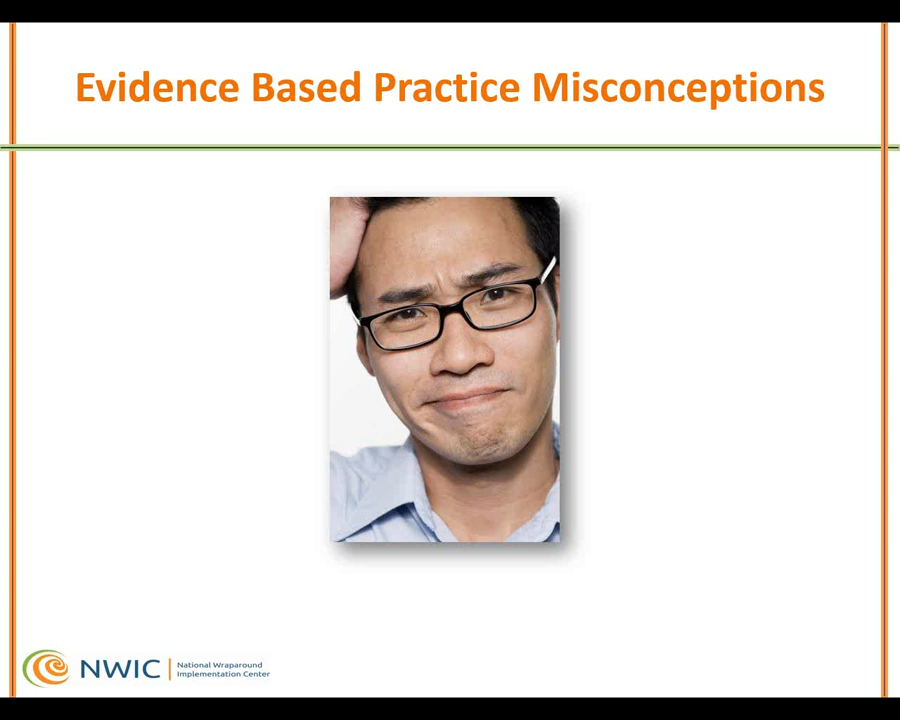 Evidence Based Practice Misconceptions
NWIC
National Wraparound
Implementation Center